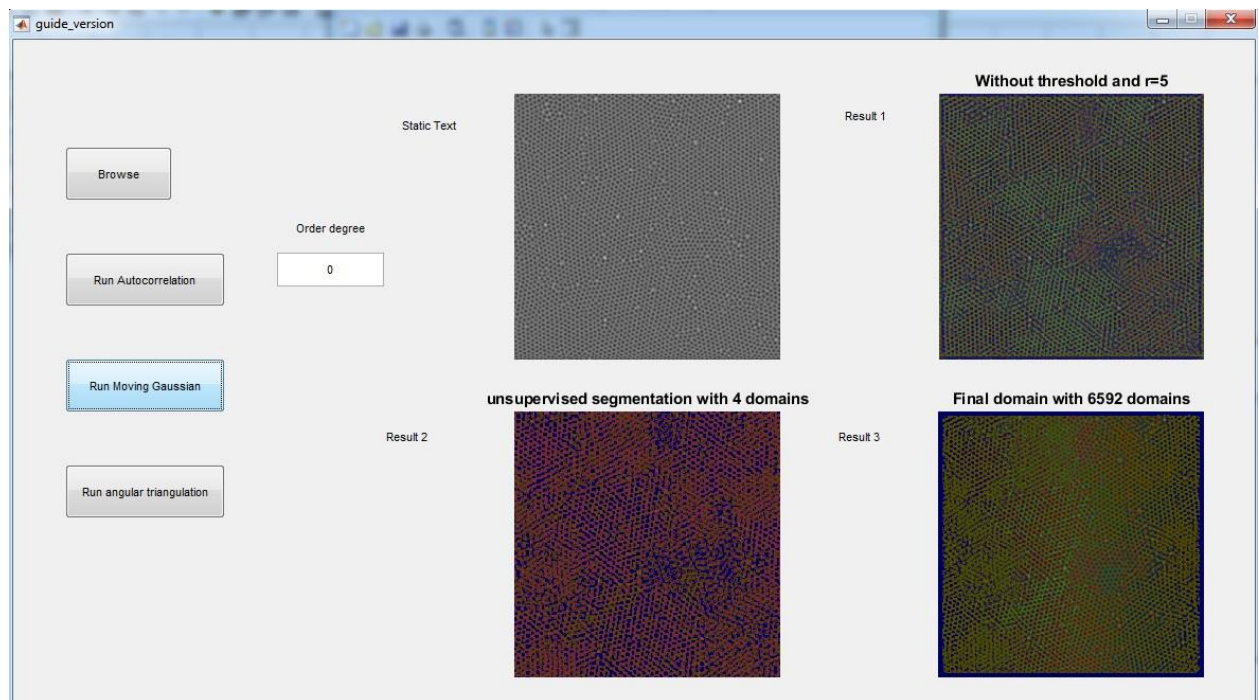 guide_version
Without threshold and r=5
Static Text
Result 1
Browse
Order degree
0
Run Autocorrelation
Run Moving Gaussian
unsupervised segmentation with 4 domains
Final domain with 6592 domains
Result 2
Result 3
Run angular triangulation